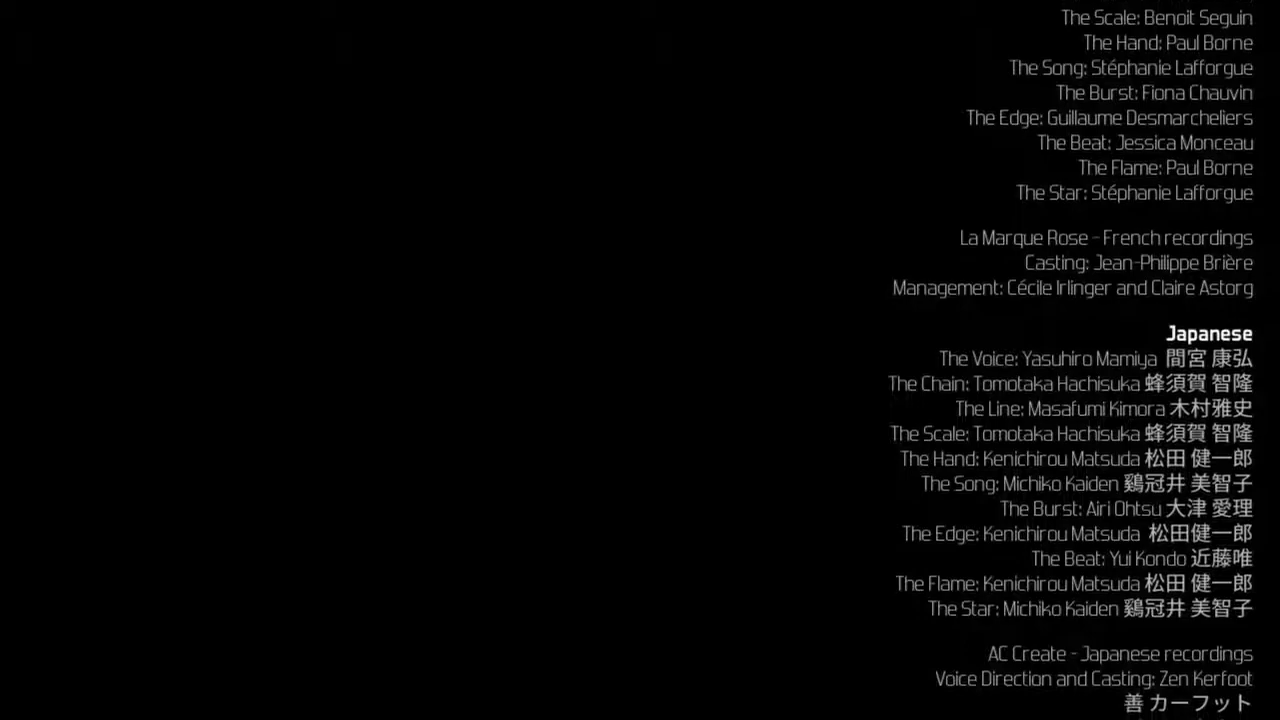 The Scale: Benoit Seguin
The Hand: Paul Borne
The Song: Stéphanie Lafforgue
The Burst: Fiona Chauvin
The Edge: Guillaume Desmarcheliers
The Beat: Jessica Monceau
The Flame: Paul Borne
The Star: Stéphanie Lafforgue
La Marque Rose - French recordings
Casting: Jean-Philippe Brière
Management: Cécile Irlinger and Claire Astorg
Japanese
The Voice: Yasuhiro Mamiya 間宮 康弘
The Chain: Tomotaka Hachisuka 蜂須賀 智隆
The Line: Masafumi Kimora 木村雅史
The Scale: Tomotaka Hachisuka 蜂須賀 智隆
The Hand: Kenichirou Matsuda 松田 健一郎
The Song: Michiko Kaiden 鷄冠井 美智子
The Burst: Airi Ohtsu 大津 愛理
The Edge: Kenichirou Matsuda 松田健一郎
The Beat: Yui Kondo 近藤唯
The Flame: Kenichirou Matsuda 松田 健一郎
The Star: Michiko Kaiden 鷄冠井 美智子
AC Create - Japanese recordings
Voice Direction and Casting: Zen Kerfoot
善 カーフット